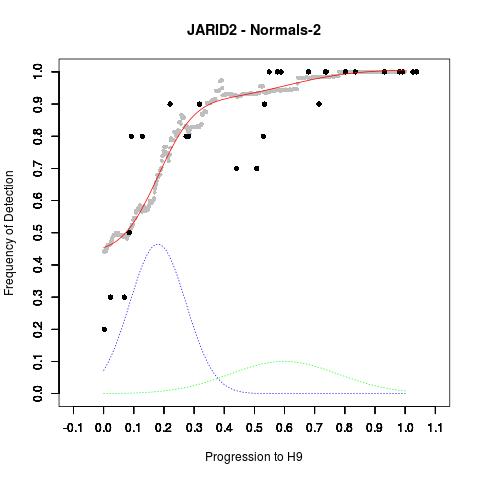 JARID2 - Normals-2
Frequency of Detection
1.0
0.9
0.8
0.7
0.6
0.5
0.4
0.3
0.2
0.1
0.0
-0.1 0.0 0.1 0.2 0.3 0.4 0.5 0.6 0.7 0.8 0.9 1.0 1.1
Progression to H9